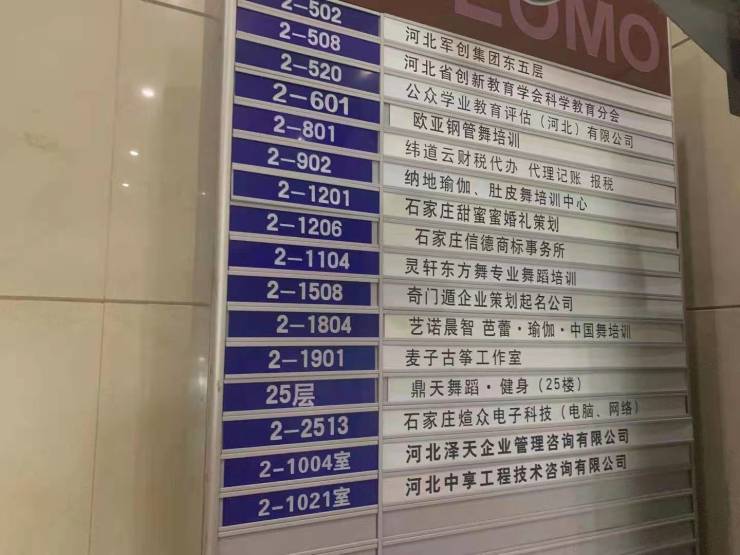 2-502 河北军创集团东五层
2-508 河北省创新教育学会科学教育分会
2-520 公众学业教育评估（河北）有限公司
2-601 欧亚钢管舞培训
2-801 纬道云财税代办 代理记账 报税
2-902 纳地瑜伽、肚皮舞培训中心
2-1201 石家庄甜蜜蜜婚礼策划
2-1206 石家庄信德商标事务所
2-1104 灵轩东方舞专业舞蹈培训
2-1508 奇门遁企业策划起名公司
2-1804 艺诺晨智 芭蕾·瑜伽·中国舞培训
2-1901 麦子古筝工作室
25层 鼎天舞蹈·健身（25楼）
2-2513 石家庄煊众电子科技（电脑、网络）
2-1004室 河北泽天企业管理咨询有限公司
2-1021室 河北中享工程技术咨询有限公司